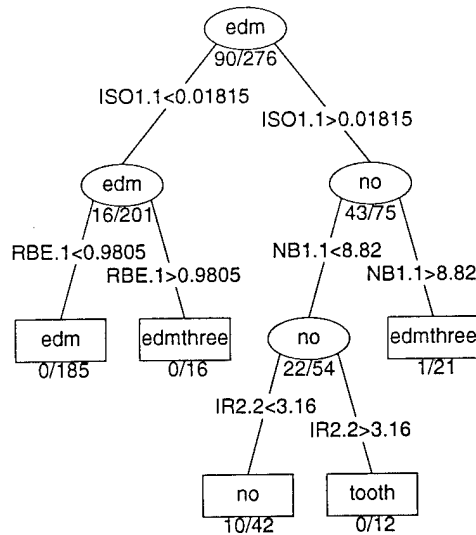 edm
90/276
ISO1.1<0.01815
ISO1.1>0.01815
edm
16/201
no
43/75
RBE.1<0.9805
RBE.1>0.9805
NB1.1<8.82
NB1.1>8.82
edm
0/185
edmthree
0/16
no
22/54
edmthree
1/21
IR2.2<3.16
IR2.2>3.16
no
10/42
tooth
0/12